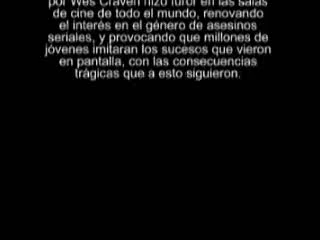 por Wes Craven hizo furor en las salas
de cine de todo el mundo, renovando
el interés en el género de asesinos
seriales, y provocando que millones de
jóvenes imitaran los sucesos que vieron
en pantalla, con las consecuencias
trágicas que a esto siguieron.